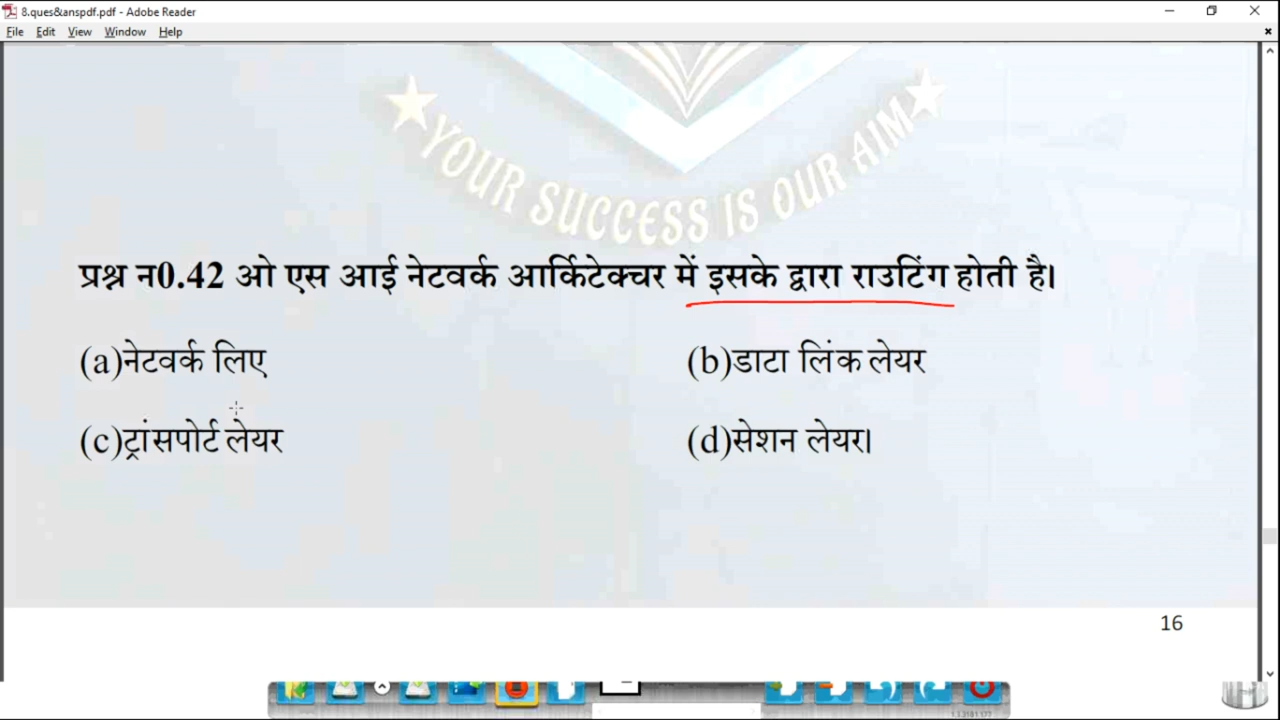 8.ques&anspdf.pdf - Adobe Reader
File Edit View Window Help
YOUR SUCCESS IS OUR AIM
प्रश्न न0.42 ओ एस आई नेटवर्क आर्किटेक्चर में इसके द्वारा राउटिंग होती है।
(a)नेटवर्क लिए (b)डाटा लिंक लेयर
(c)ट्रांसपोर्ट लेयर (d)सेशन लेयर।
16